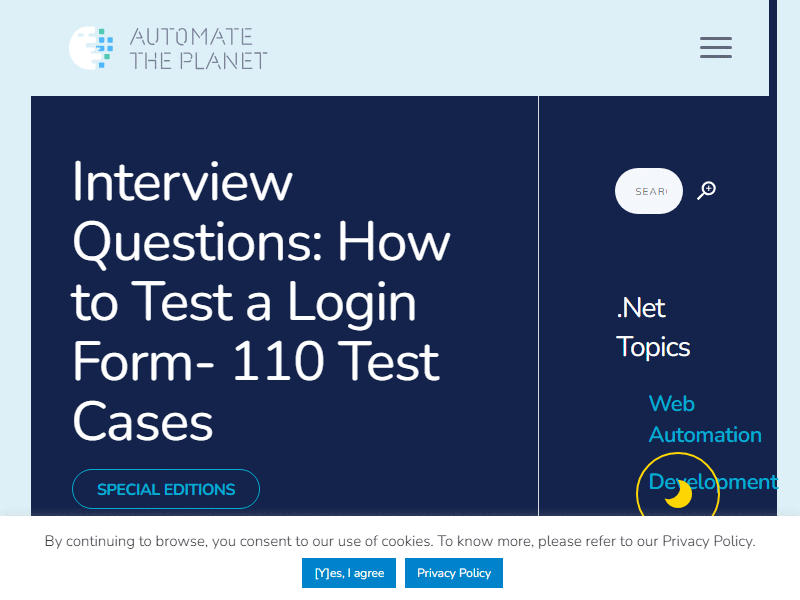 AUTOMATE
THE PLANET
Interview
Questions: How
to Test a Login
Form- 110 Test
Cases
SPECIAL EDITIONS
SEAR
.Net
Topics
Web
Automation
Development
By continuing to browse, you consent to our use of cookies. To know more, please refer to our Privacy Policy.
[Y]es, I agree
Privacy Policy